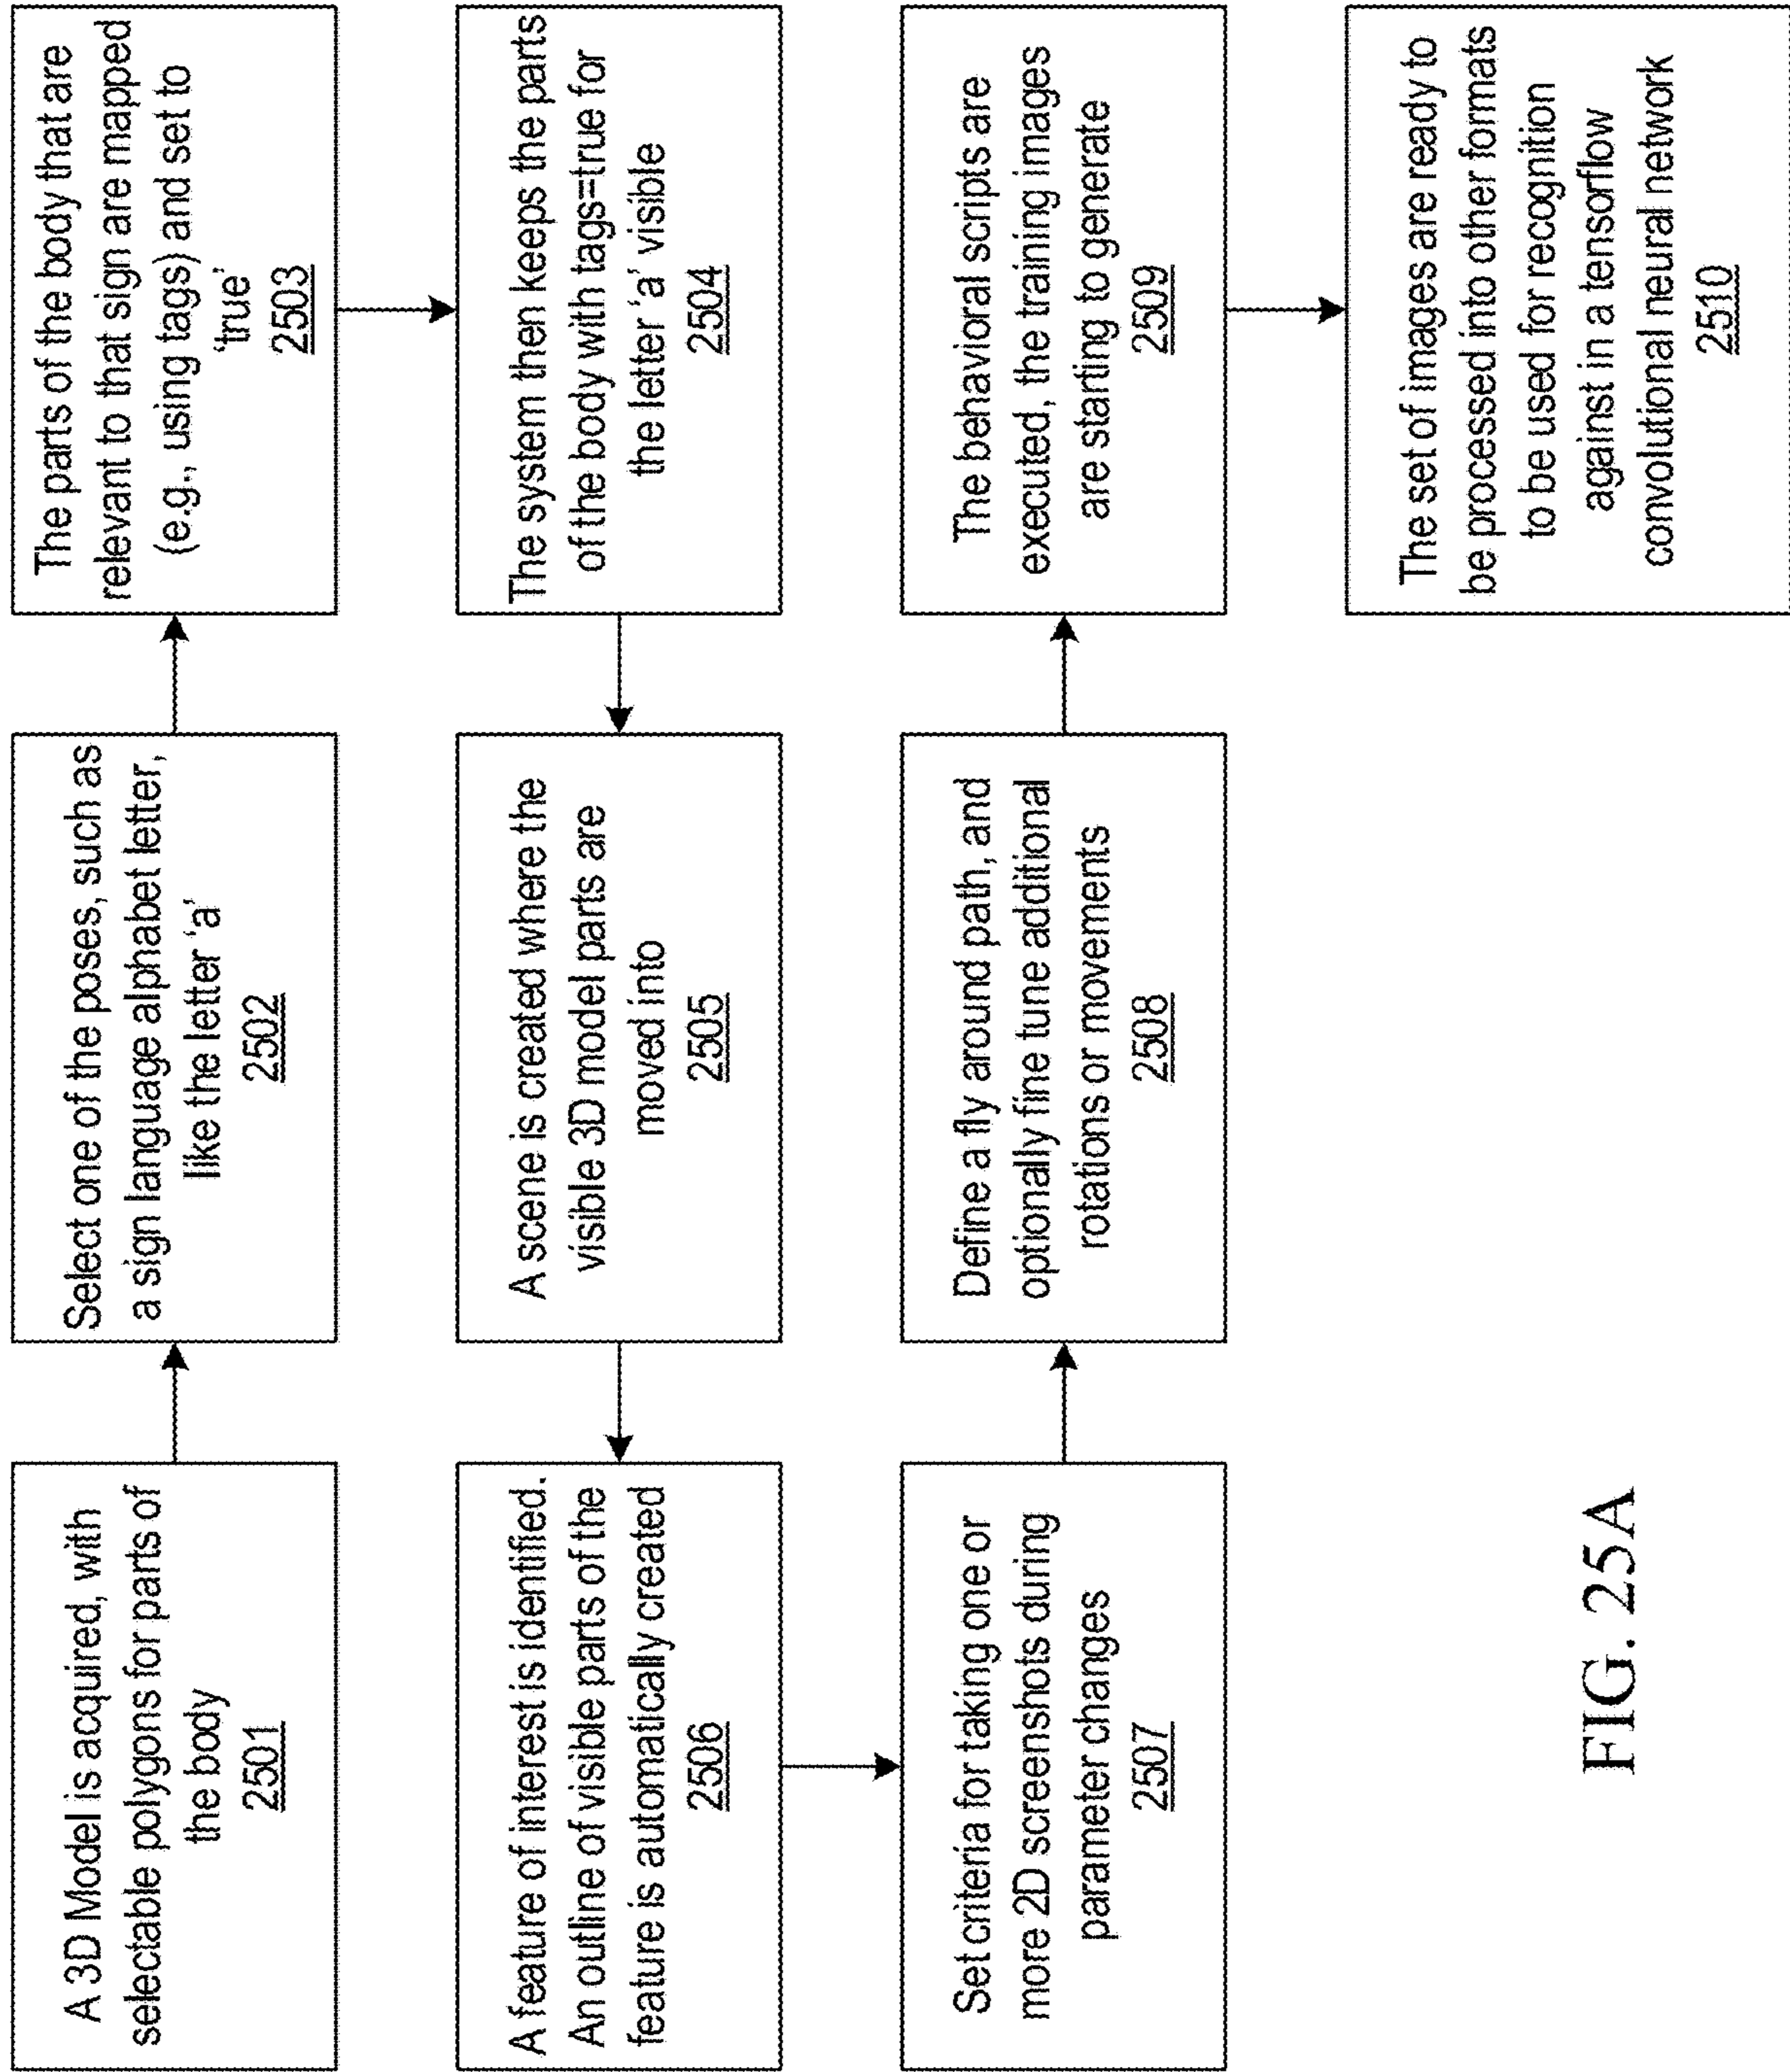 A 3D Model is acquired, with
selectable polygons for parts of
the body
2501
Select one of the poses, such as
a sign language alphabet letter,
like the letter ‘a’
2502
The parts of the body that are
relevant to that sign are mapped
(e.g., using tags) and set to
‘true’
2503
The system then keeps the parts
of the body with tags=true for
the letter ‘a’ visible
2504
A scene is created where the
visible 3D model parts are
moved into
2505
A feature of interest is identified.
An outline of visible parts of the
feature is automatically created
2506
Set criteria for taking one or
more 2D screenshots during
parameter changes
2507
Define a fly around path, and
optionally fine tune additional
rotations or movements
2508
The behavioral scripts are
executed, the training images
are starting to generate
2509
The set of images are ready to
be processed into other formats
to be used for recognition
against in a tensorflow
convolutional neural network
2510
FIG. 25A